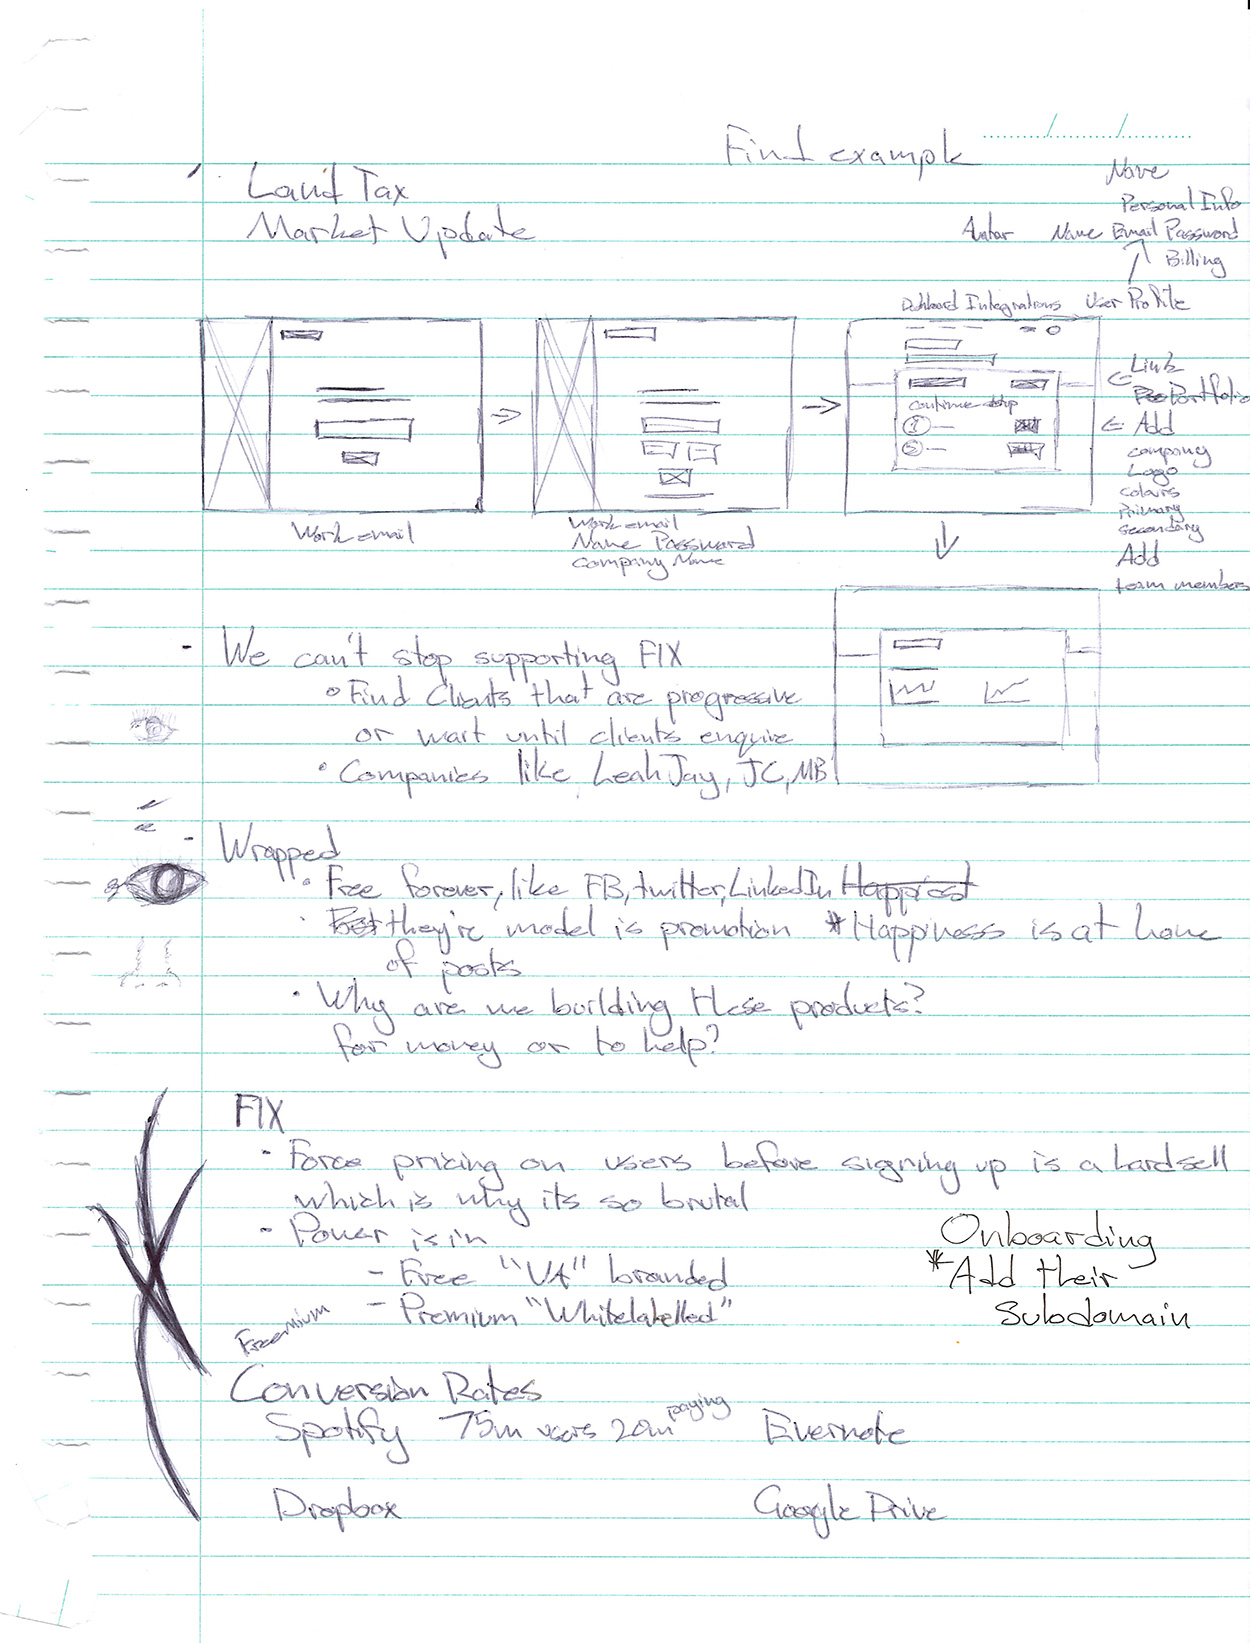 Find example
Land Tax
Market Update
Name
Personal Info
Avatar Name Email Password
Billing
Dashboard Integrations User Profile
Link
Portfolio
Continue setup
1
2
Add
company
Logo
colours
Primary
Secondary
Add
team members
Work email
Work email
Name Password
Company Name
- We can't stop supporting FIX
Find Clients that are progressive
or wait until clients enquire
• Companies like LeahJay, JC, MB
- Wrapped
• Free forever, like FB, twitter, LinkedIn Happiest
• But they're model is promotion * Happiness is at home
of posts
• Why are we building these products?
for money or to help?
FIX
• Force pricing on users before signing up is a hardsell
which is why its so brutal
• Power is in
- Free "VA" branded
- Premium "Whitelabelled"
Onboarding
* Add their
Subdomain
Freemium
Conversion Rates
Spotify 75m users 20m paying Evernote
Dropbox Google Drive